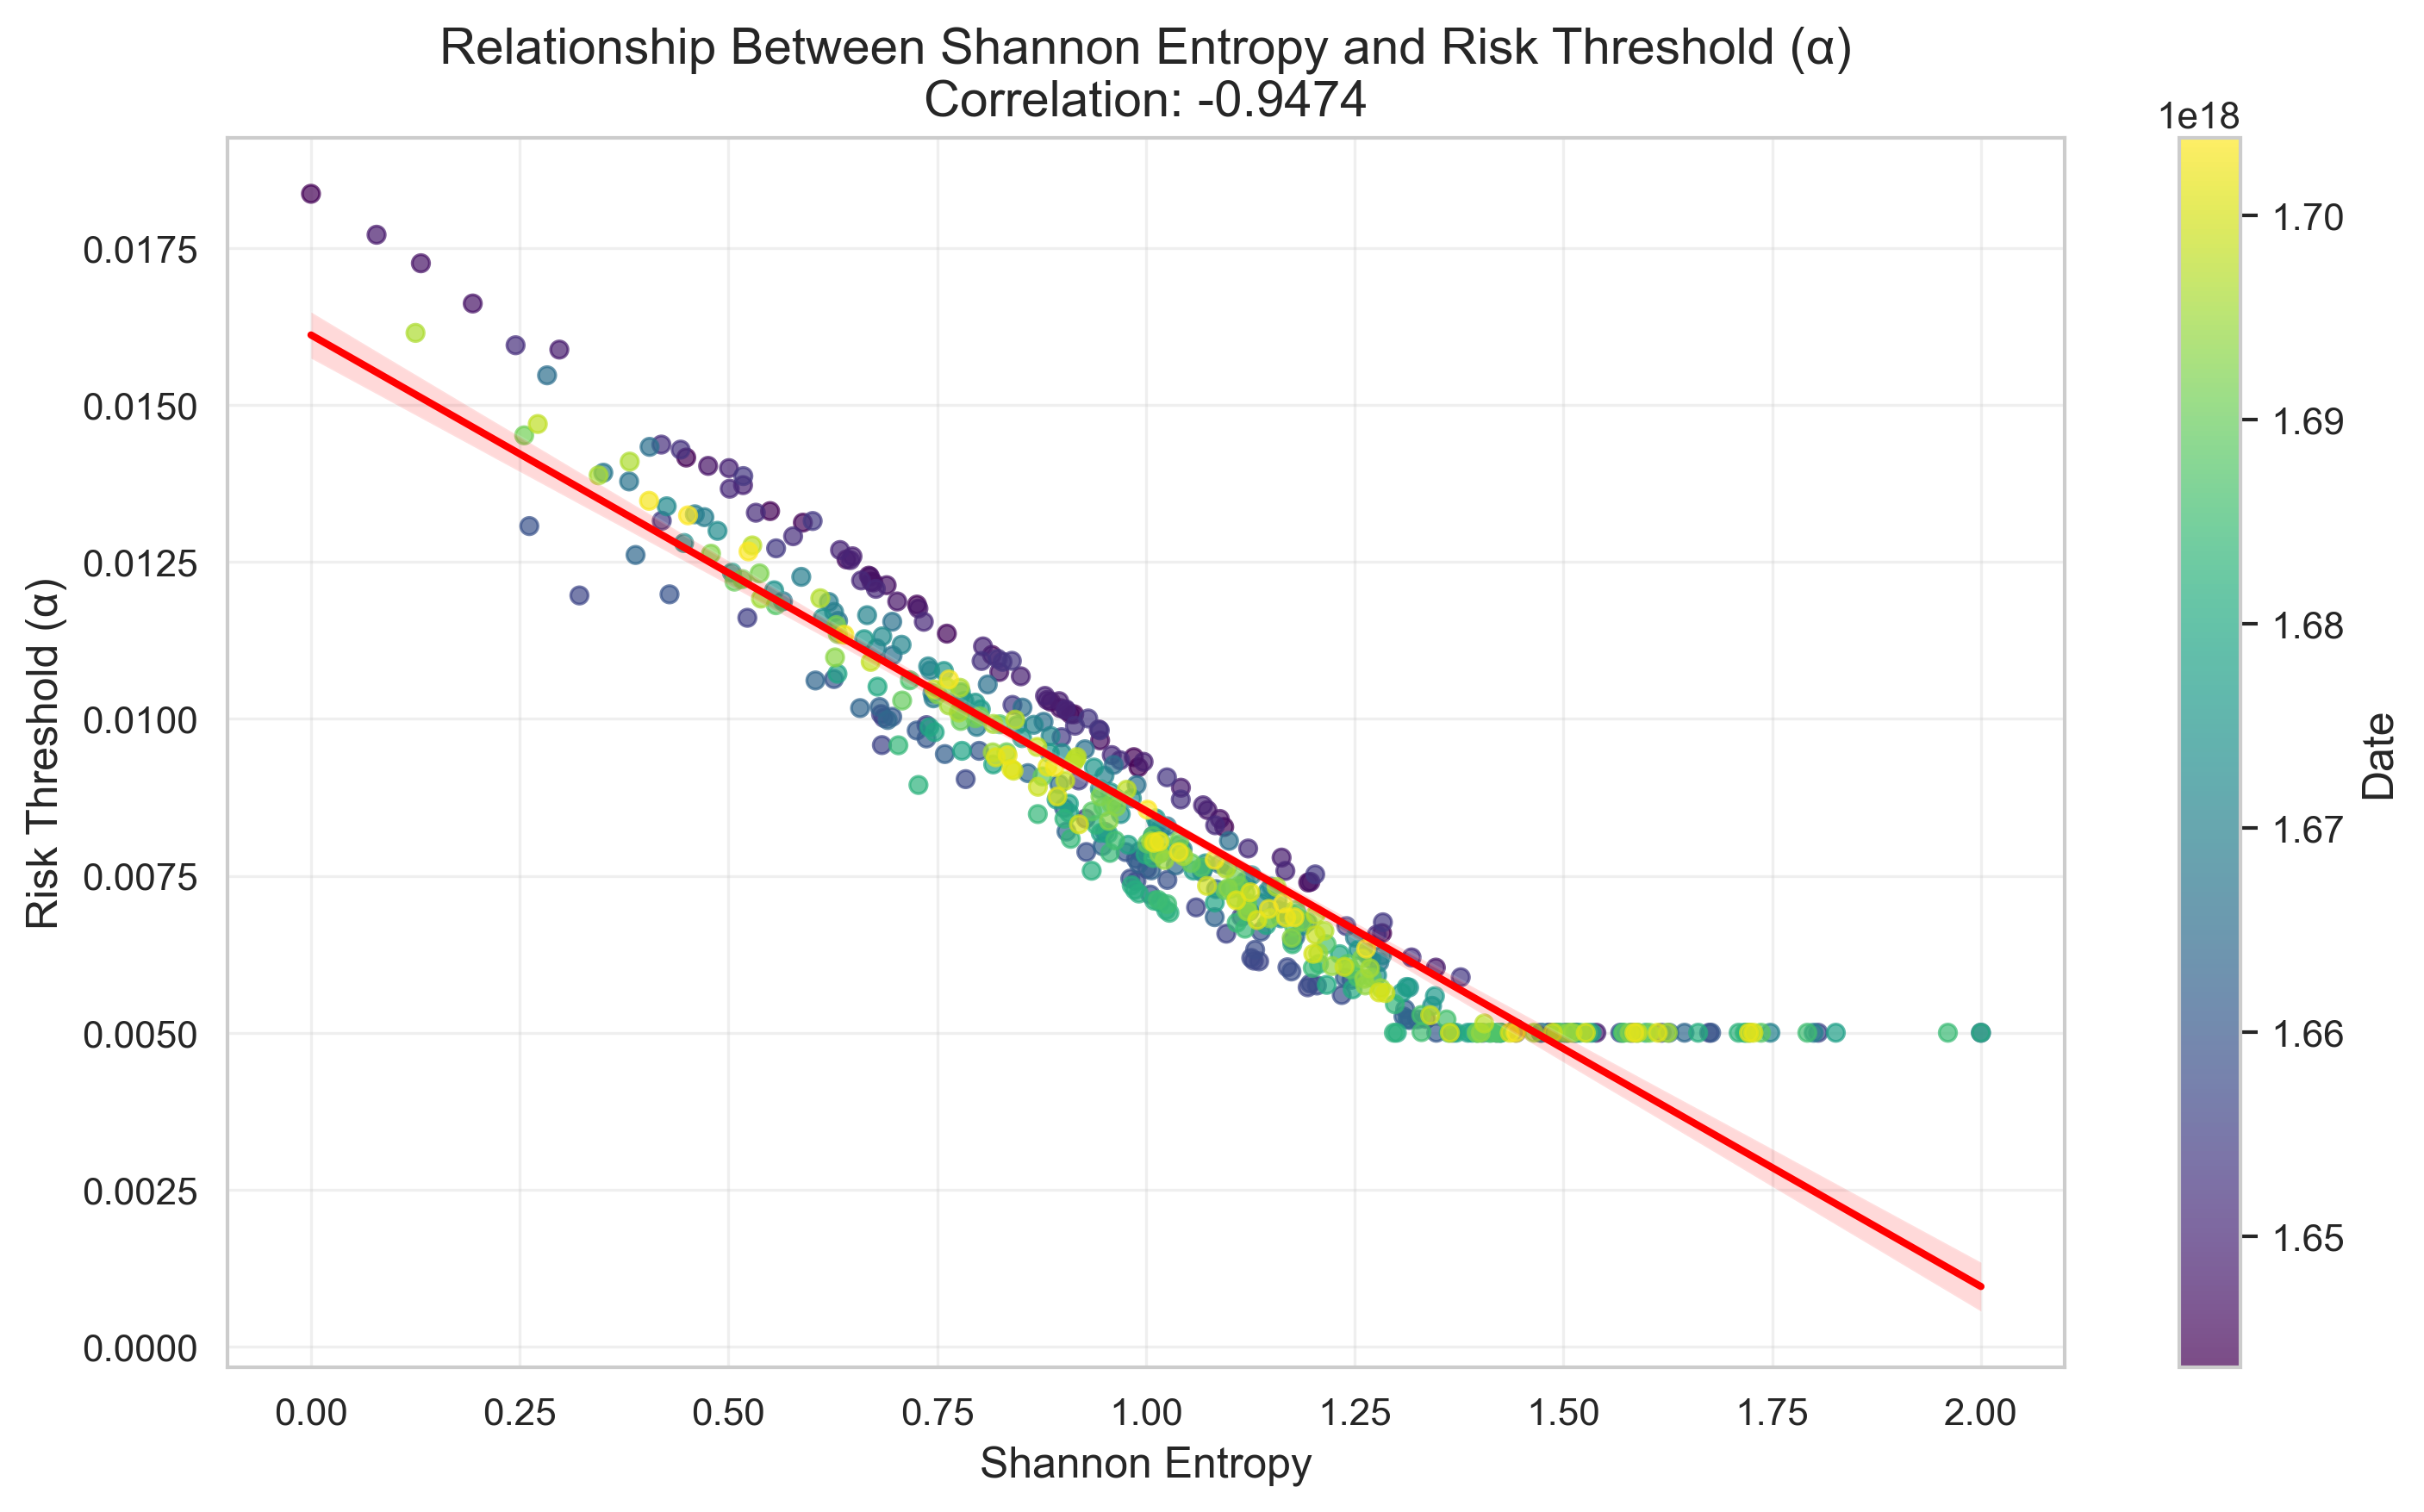 Relationship Between Shannon Entropy and Risk Threshold (α)
Correlation: -0.9474
1e18
0.0175
0.0150
0.0125
0.0100
0.0075
0.0050
0.0025
0.0000
Risk Threshold (α)
0.00 0.25 0.50 0.75 1.00 1.25 1.50 1.75 2.00
Shannon Entropy
1.70
1.69
1.68
1.67
1.66
1.65
Date